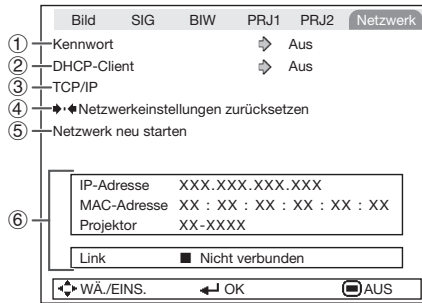 Bild SIG BIW PRJ1 PRJ2 Netzwerk
① Kennwort Aus
② DHCP-Client Aus
③ TCP/IP
④ Netzwerkeinstellungen zurücksetzen
⑤ Netzwerk neu starten
⑥
IP-Adresse XXX.XXX.XXX.XXX
MAC-Adresse XX : XX : XX : XX : XX : XX
Projektor XX-XXXX
Link ■ Nicht verbunden
WÄ./EINS. OK AUS